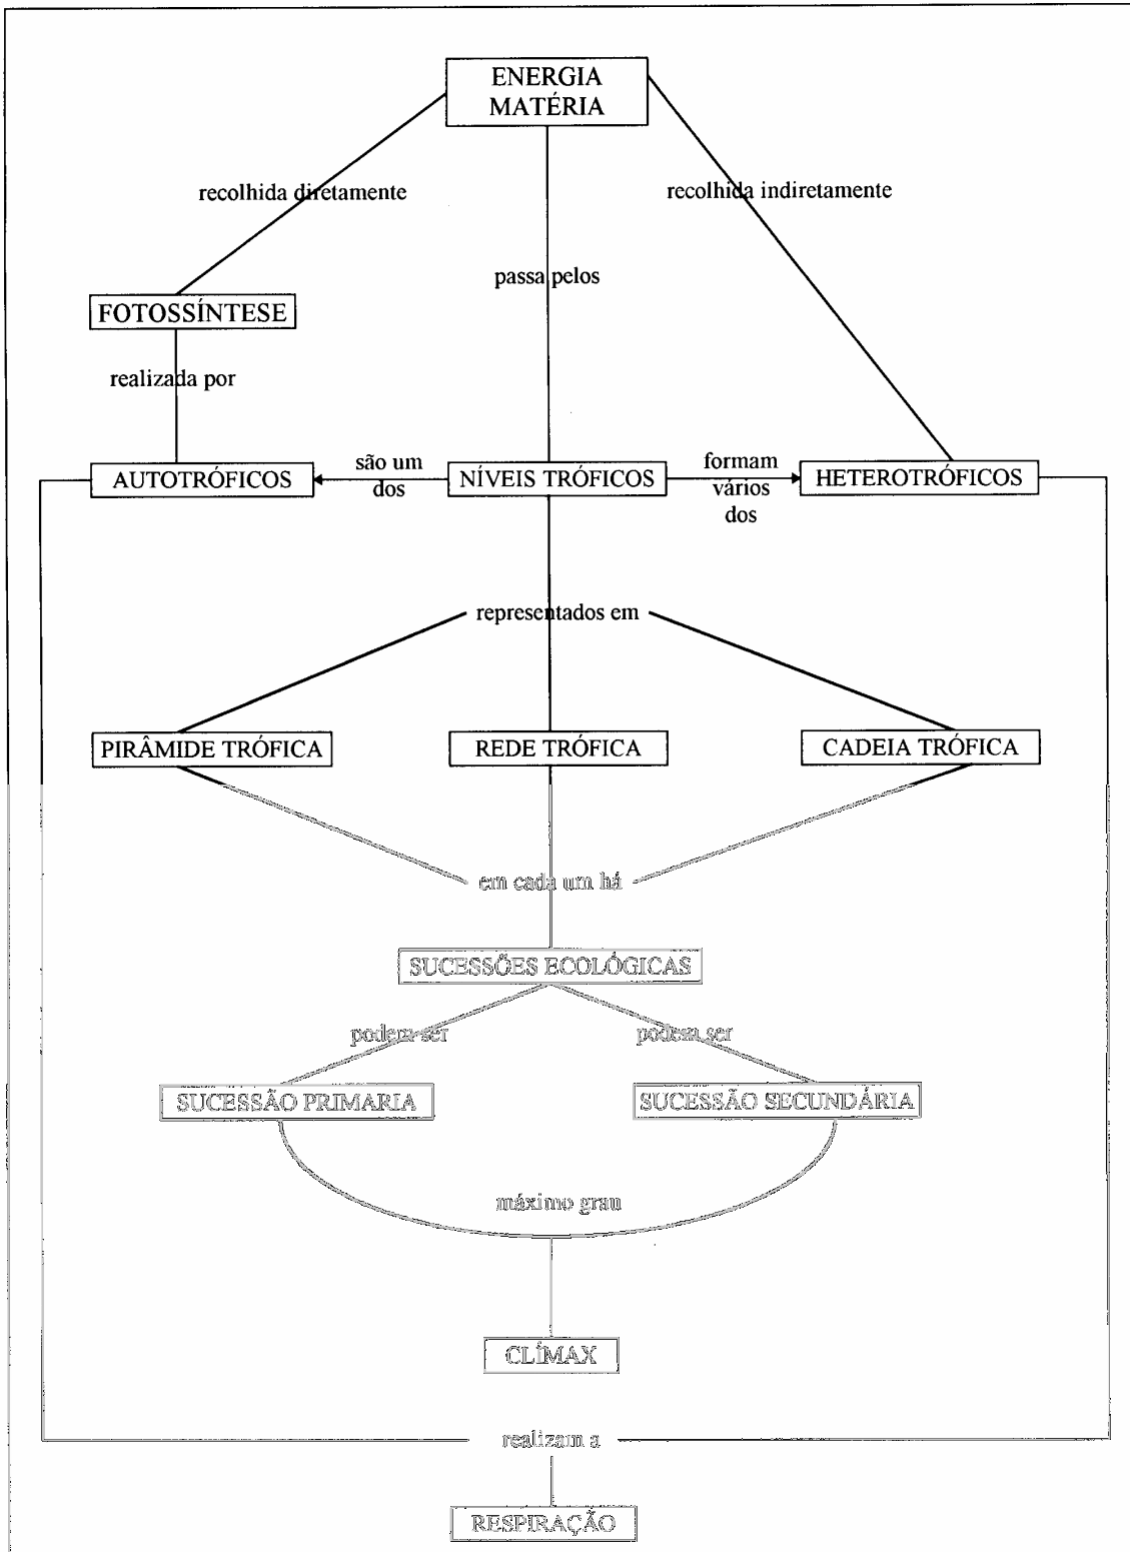 ENERGIA
MATÉRIA
recolhida diretamente
recolhida indiretamente
passa pelos
FOTOSSÍNTESE
realizada por
AUTOTRÓFICOS
são um
dos
NÍVEIS TRÓFICOS
formam
vários
dos
HETEROTRÓFICOS
representados em
PIRÂMIDE TRÓFICA
REDE TRÓFICA
CADEIA TRÓFICA
em cada um há
SUCESSÕES ECOLÓGICAS
podem ser
podem ser
SUCESSÃO PRIMARIA
SUCESSÃO SECUNDÁRIA
máximo grau
CLÍMAX
realizam a
RESPIRAÇÃO